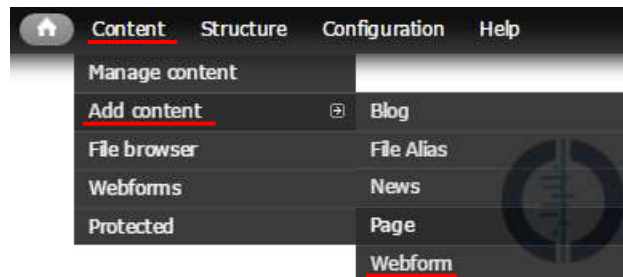 Content Structure Configuration Help
Manage content
Add content
File browser
Webforms
Protected
Blog
File Alias
News
Page
Webform